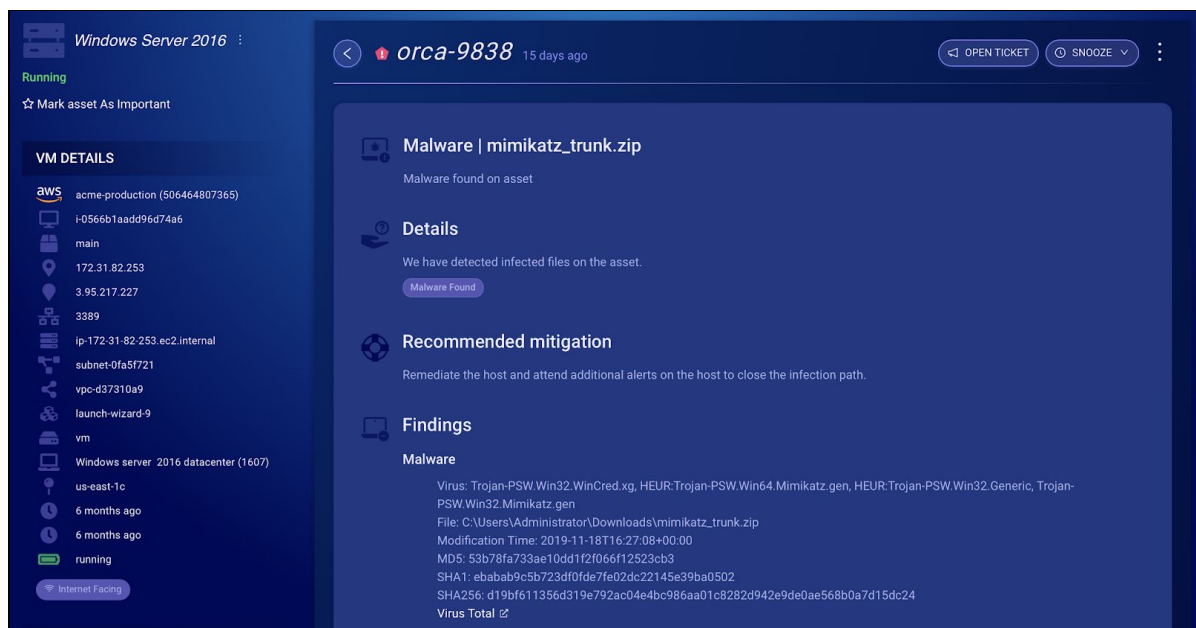 Windows Server 2016
Running
Mark asset As Important
VM DETAILS
aws
acme-production (506464807365)
i-0566b1aadd96d74a6
main
172.31.82.253
3.95.217.227
3389
ip-172-31-82-253.ec2.internal
subnet-0fa5f721
vpc-d37310a9
launch-wizard-9
vm
Windows server 2016 datacenter (1607)
us-east-1c
6 months ago
6 months ago
running
Internet Facing
orca-9838 15 days ago
OPEN TICKET
SNOOZE
Malware | mimikatz_trunk.zip
Malware found on asset
Details
We have detected infected files on the asset.
Malware Found
Recommended mitigation
Remediate the host and attend additional alerts on the host to close the infection path.
Findings
Malware
Virus: Trojan-PSW.Win32.WinCred.xg, HEUR:Trojan-PSW.Win64.Mimikatz.gen, HEUR:Trojan-PSW.Win32.Generic, Trojan-
PSW.Win32.Mimikatz.gen
File: C:\Users\Administrator\Downloads\mimikatz_trunk.zip
Modification Time: 2019-11-18T16:27:08+00:00
MD5: 53b78fa733ae10dd1f2f066f12523cb3
SHA1: ebabab9c5b723df0fde7fe02dc22145e39ba0502
SHA256: d19bf611356d319e792ac04e4bc986aa01c8282d942e9de0ae568b0a7d15dc24
Virus Total